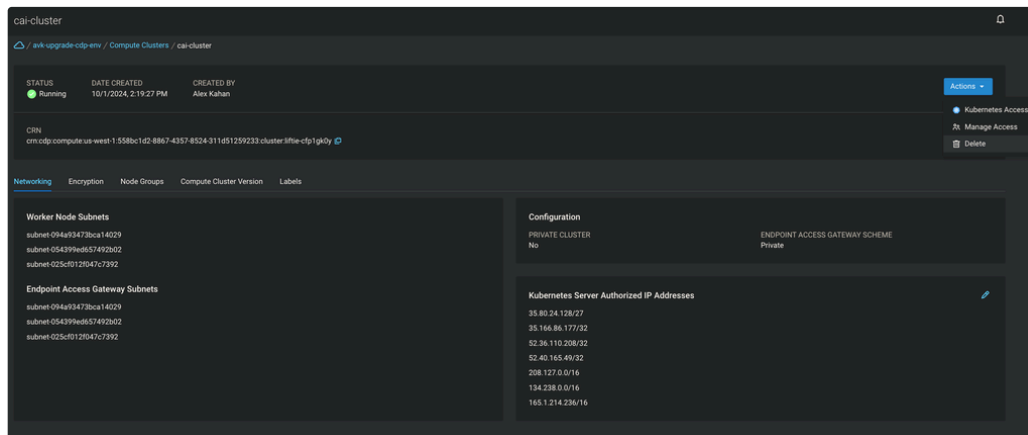 cai-cluster
/ avk-upgrade-cdp-env / Compute Clusters / cai-cluster
STATUS DATE CREATED CREATED BY
Running 10/1/2024, 2:19:27 PM Alex Kahan
Actions
Kubernetes Access
Manage Access
Delete
CRN
crn:cdp:compute:us-west-1:558bc1d2-8867-4357-8524-311d51259233:cluster:liftie-cfp1gk0y
Networking Encryption Node Groups Compute Cluster Version Labels
Worker Node Subnets
subnet-094a93473bca14029
subnet-054399ed657492b02
subnet-025cf012f047c7392
Endpoint Access Gateway Subnets
subnet-094a93473bca14029
subnet-054399ed657492b02
subnet-025cf012f047c7392
Configuration
PRIVATE CLUSTER ENDPOINT ACCESS GATEWAY SCHEME
No Private
Kubernetes Server Authorized IP Addresses
35.80.24.128/27
35.166.86.177/32
52.36.110.208/32
52.40.165.49/32
208.127.0.0/16
134.238.0.0/16
165.1.214.236/16